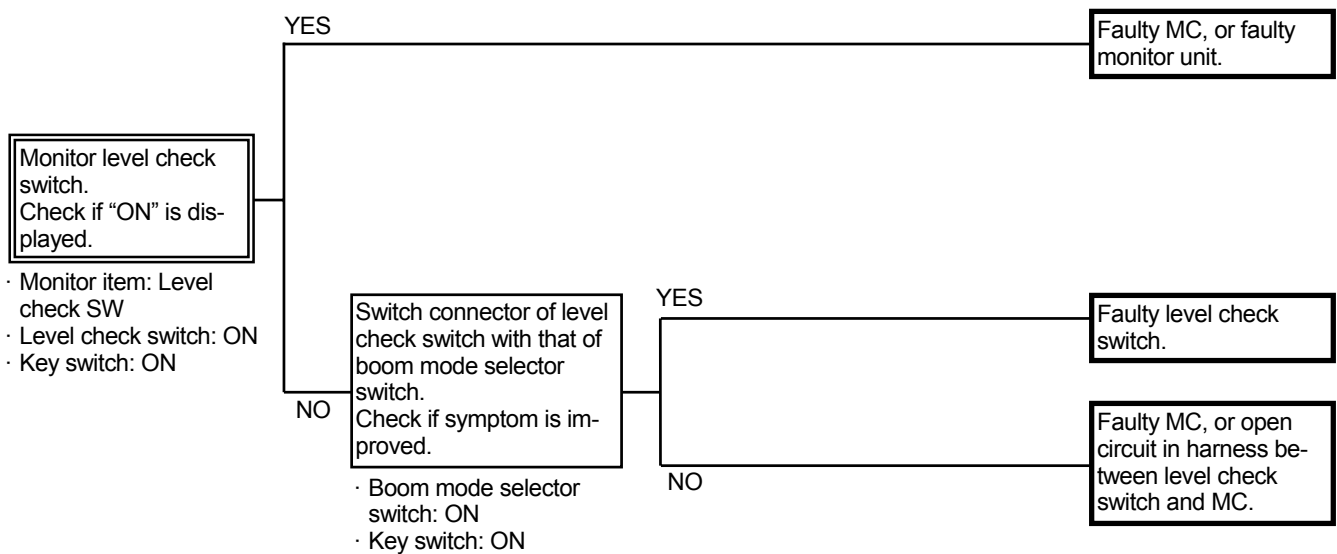 YES
Faulty MC, or faulty
monitor unit.
Monitor level check
switch.
Check if “ON” is dis-
played.
· Monitor item: Level
check SW
· Level check switch: ON
· Key switch: ON
NO
Switch connector of level
check switch with that of
boom mode selector
switch.
Check if symptom is im-
proved.
· Boom mode selector
switch: ON
· Key switch: ON
YES
Faulty level check
switch.
NO
Faulty MC, or open
circuit in harness be-
tween level check
switch and MC.